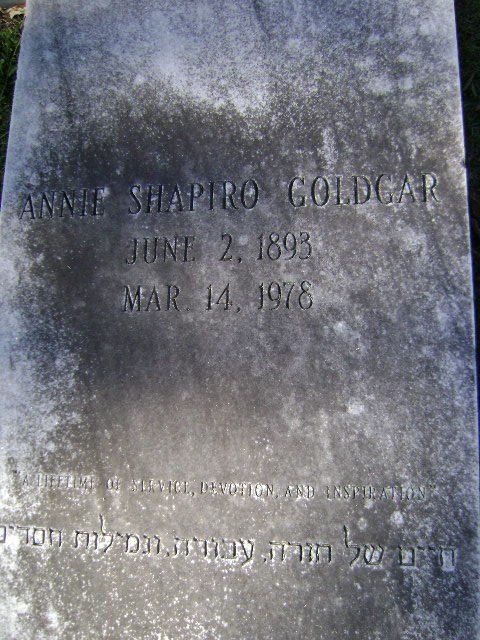 ANNIE SHAPIRO GOLDGAR
JUNE 2, 1893
MAR. 14, 1978
"A LIFETIME OF SERVICE, DEVOTION, AND INSPIRATION"
חיים של תורה, עבודה, וגמילות חסדים